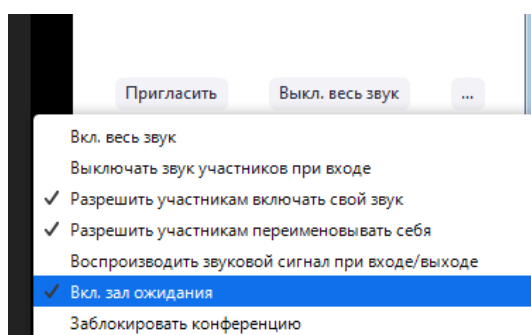 Пригласить Выкл. весь звук ...
Вкл. весь звук
Выключать звук участников при входе
✓ Разрешить участникам включать свой звук
✓ Разрешить участникам переименовывать себя
Воспроизводить звуковой сигнал при входе/выходе
✓ Вкл. зал ожидания
Заблокировать конференцию